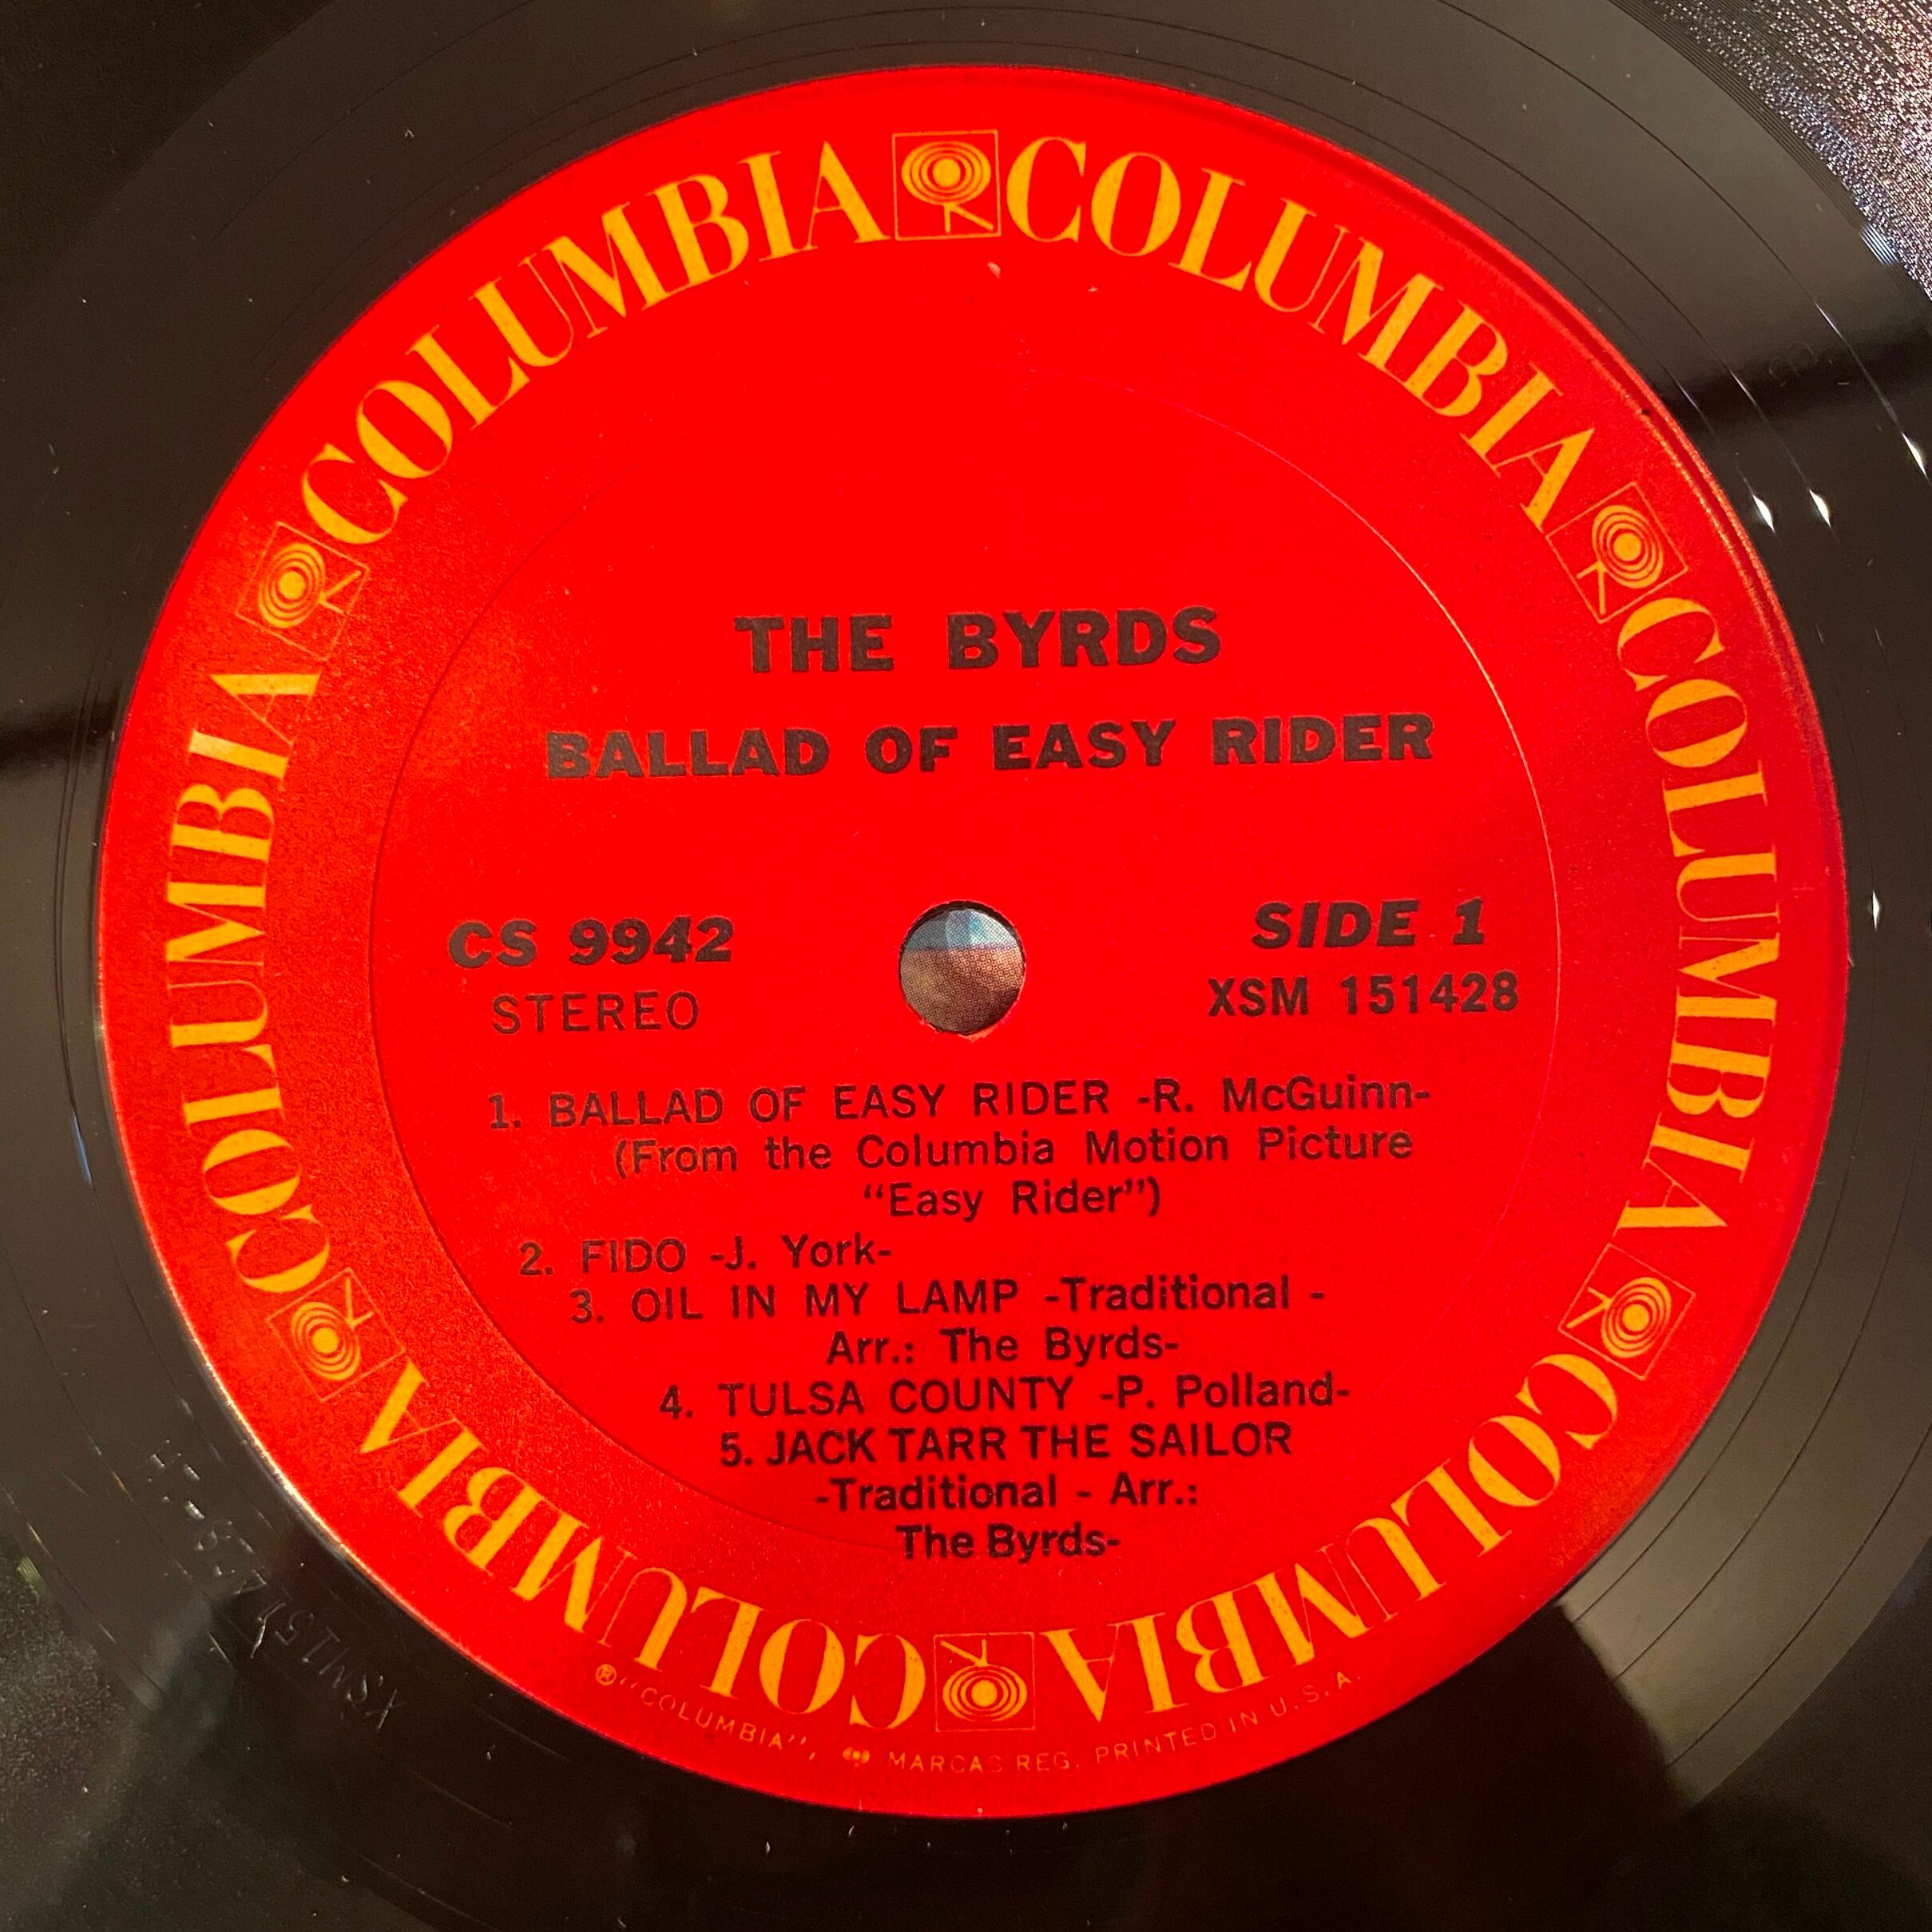 COLUMBIA COLUMBIA COLUMBIA COLUMBIA COLUMBIA COLUMBIA
THE BYRDS
BALLAD OF EASY RIDER
CS 9942
STEREO
SIDE 1
XSM 151428
1. BALLAD OF EASY RIDER -R. McGuinn-
(From the Columbia Motion Picture
“Easy Rider”)
2. FIDO -J. York-
3. OIL IN MY LAMP -Traditional -
Arr.: The Byrds-
4. TULSA COUNTY -P. Polland-
5. JACK TARR THE SAILOR
-Traditional - Arr.:
The Byrds-
®“COLUMBIA”, MARCAS REG. PRINTED IN U.S.A.